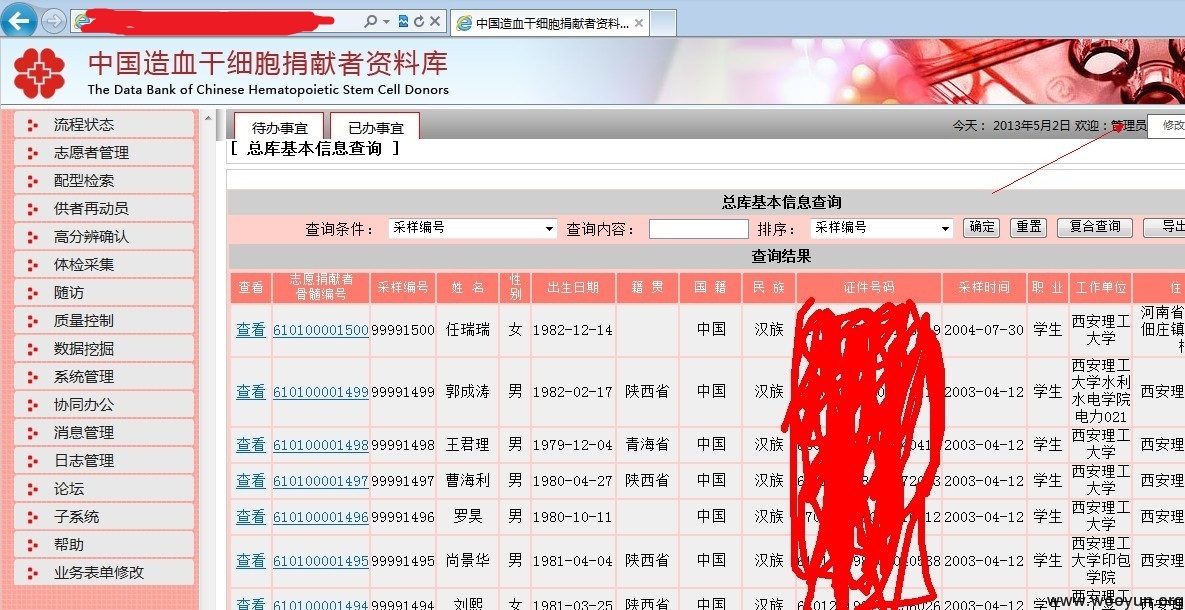 中国造血干细胞捐献者资料...
中国造血干细胞捐献者资料库
The Data Bank of Chinese Hematopoietic Stem Cell Donors
流程状态
志愿者管理
配型检索
供者再动员
高分辨确认
体检采集
随访
质量控制
数据挖掘
系统管理
协同办公
消息管理
日志管理
论坛
子系统
帮助
业务表单修改
待办事宜 已办事宜
今天： 2013年5月2日 欢迎：管理员 修改
[ 总库基本信息查询 ]
总库基本信息查询
查询条件： 采样编号 查询内容： 排序： 采样编号 确定 重置 复合查询 导出
查询结果
查看 志愿捐献者骨髓编号 采样编号 姓 名 性别 出生日期 籍 贯 国 籍 民 族 证件号码 采样时间 职 业 工作单位 住
查看 610100001500 99991500 任瑞瑞 女 1982-12-14 中国 汉族 2004-07-30 学生 西安理工大学 河南省 佃庄镇
查看 610100001499 99991499 郭成涛 男 1982-02-17 陕西省 中国 汉族 2003-04-12 学生 西安理工大学水利水电学院电力021 西安理
查看 610100001498 99991498 王君理 男 1979-12-04 青海省 中国 汉族 2003-04-12 学生 西安理工大学 西安理
查看 610100001497 99991497 曹海利 男 1980-04-27 陕西省 中国 汉族 2003-04-12 学生 西安理工大学 西安理
查看 610100001496 99991496 罗昊 男 1980-10-11 中国 汉族 2003-04-12 学生 西安理工大学 西安理
查看 610100001495 99991495 尚景华 男 1981-04-04 陕西省 中国 汉族 2003-04-12 学生 西安理工大学印包学院 西安理
查看 610100001494 99991494 刘熙 女 1981-03-25 陕西省 中国 汉族 2003-04-12 学生 西安理工 西安理
www.wooyun.org